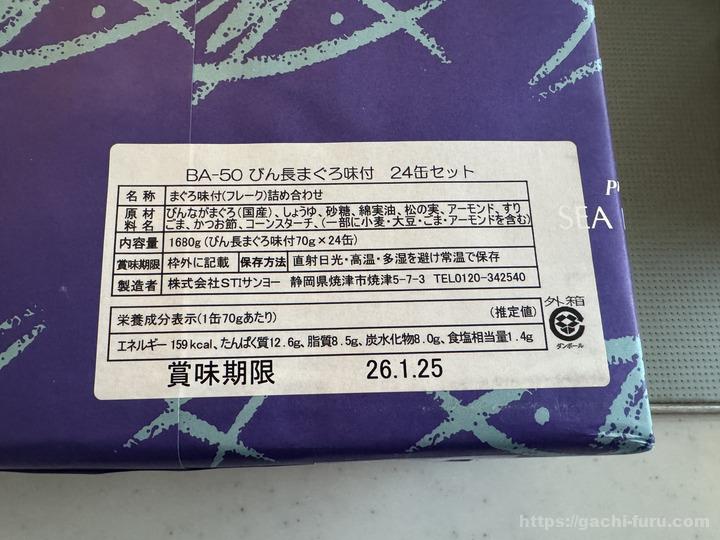 BA-50 びん長まぐろ味付 24缶セット
名称 まぐろ味付(フレーク)詰め合わせ
原材料名 びんながまぐろ(国産)、しょうゆ、砂糖、綿実油、松の実、アーモンド、すりごま、かつお節、コーンスターチ、(一部に小麦・大豆・ごま・アーモンドを含む)
内容量 1680g(びん長まぐろ味付70g×24缶)
賞味期限 枠外に記載 保存方法 直射日光・高温・多湿を避け常温で保存
製造者 株式会社STIサンヨー 静岡県焼津市焼津5-7-3 TEL0120-342540
栄養成分表示(1缶70gあたり) (推定値)
エネルギー159kcal、たんぱく質12.6g、脂質8.5g、炭水化物8.0g、食塩相当量1.4g
外箱
ダンボール
賞味期限 26.1.25
SEA
https://gachi-furu.com